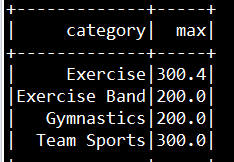 +-------------+-----+
|     category|  max|
+-------------+-----+
|     Exercise|300.4|
|Exercise Band|200.0|
|   Gymnastics|200.0|
|  Team Sports|300.0|